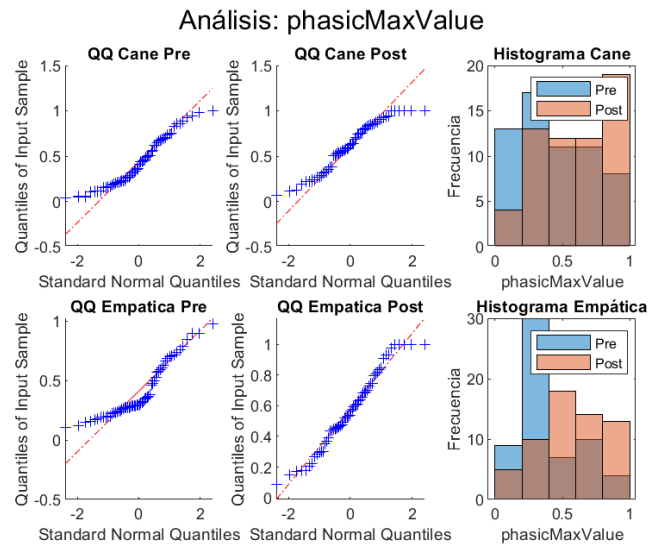 Análisis: phasicMaxValue
QQ Cane Pre
QQ Cane Post
Histograma Cane
Quantiles of Input Sample
1.5
1
0.5
0
-0.5
-2
0
2
Standard Normal Quantiles
Quantiles of Input Sample
1.5
1
0.5
0
-0.5
-2
0
2
Standard Normal Quantiles
Frecuencia
20
15
10
5
0
Pre
Post
0
0.5
1
phasicMaxValue
QQ Empatica Pre
QQ Empatica Post
Histograma Empática
Quantiles of Input Sample
1
0.5
0
-0.5
-2
0
2
Standard Normal Quantiles
Quantiles of Input Sample
1
0.8
0.6
0.4
0.2
0
-2
0
2
Standard Normal Quantiles
Frecuencia
30
20
10
0
Pre
Post
0
0.5
1
phasicMaxValue